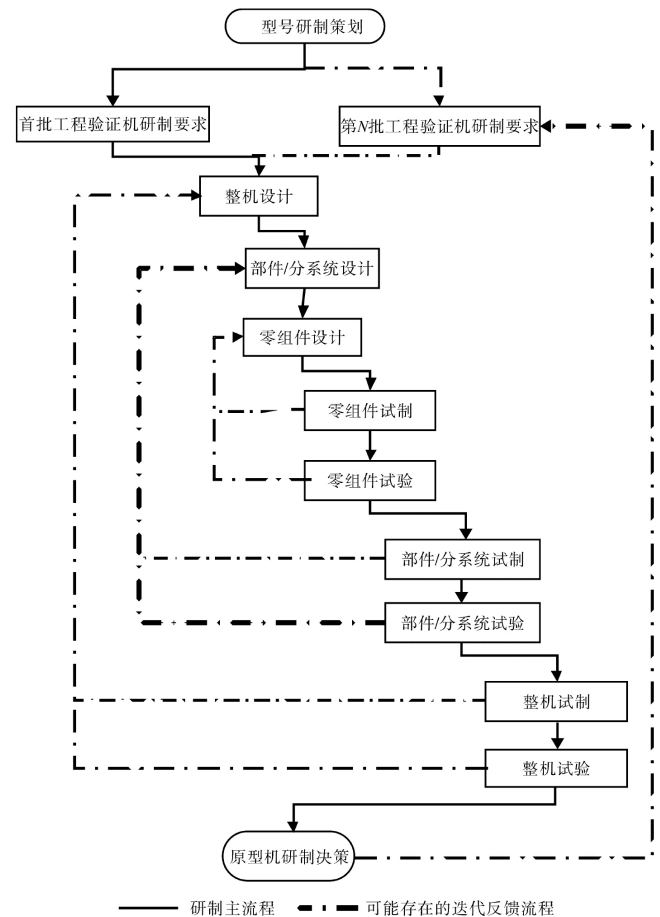 型号研制策划
首批工程验证机研制要求
第N批工程验证机研制要求
整机设计
部件/分系统设计
零组件设计
零组件试制
零组件试验
部件/分系统试制
部件/分系统试验
整机试制
整机试验
原型机研制决策
研制主流程
可能存在的迭代反馈流程